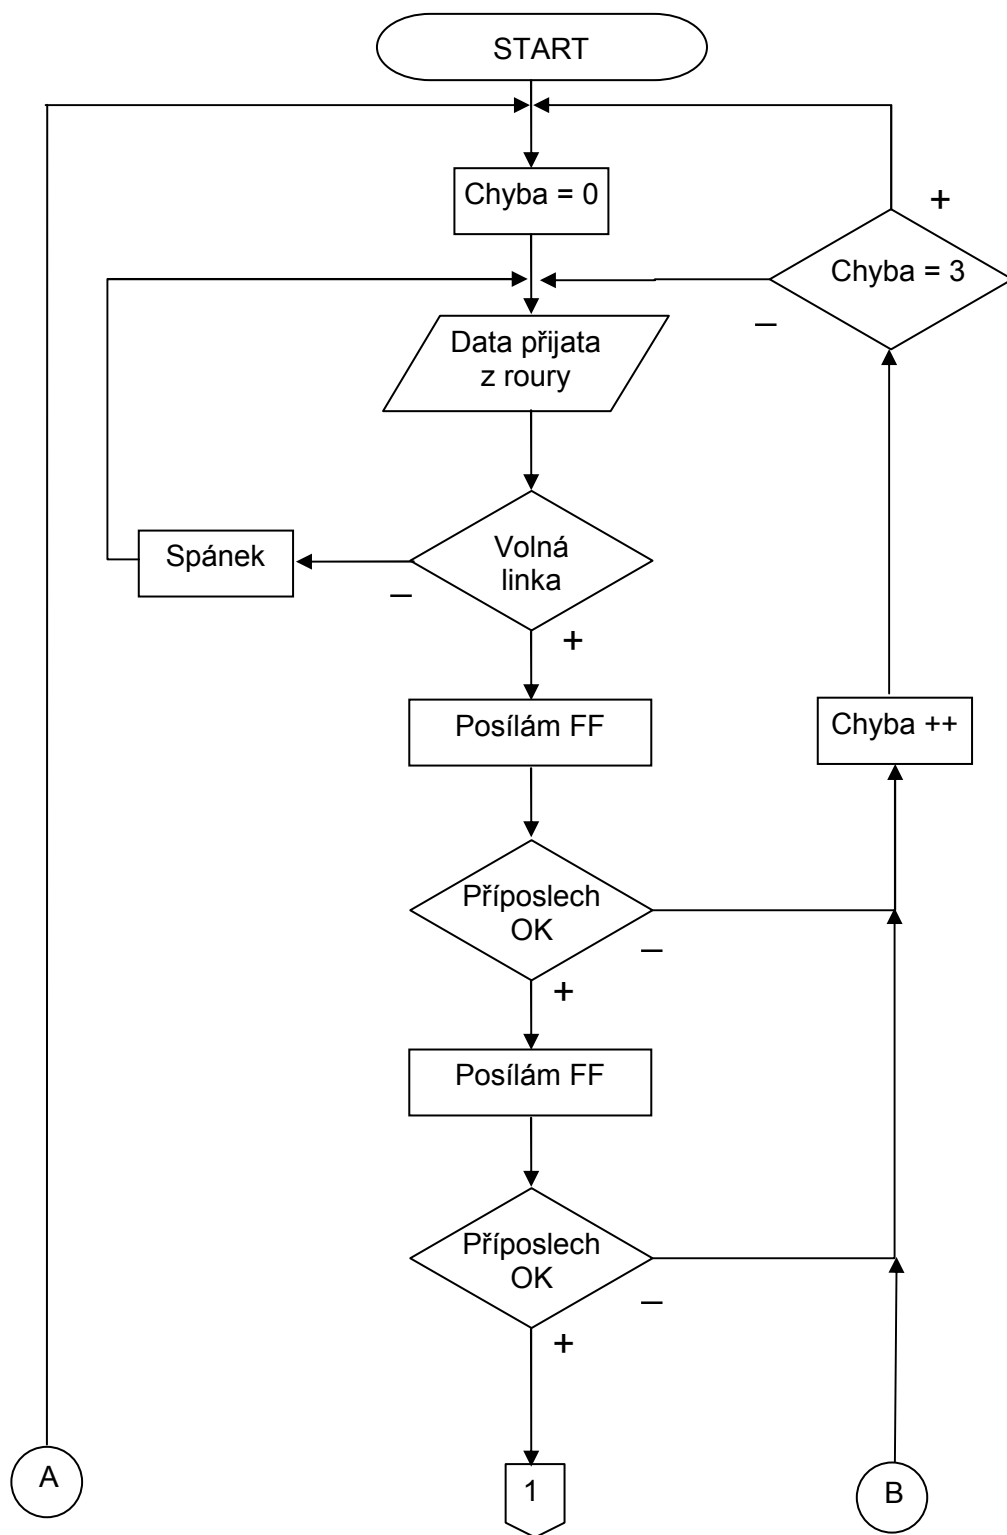 START
Chyba = 0
+
Chyba = 3
–
Data přijata
z roury
Volná
linka
Spánek
–
+
Posílám FF
Chyba ++
Příposlech
OK
–
+
Posílám FF
Příposlech
OK
–
+
A
1
B